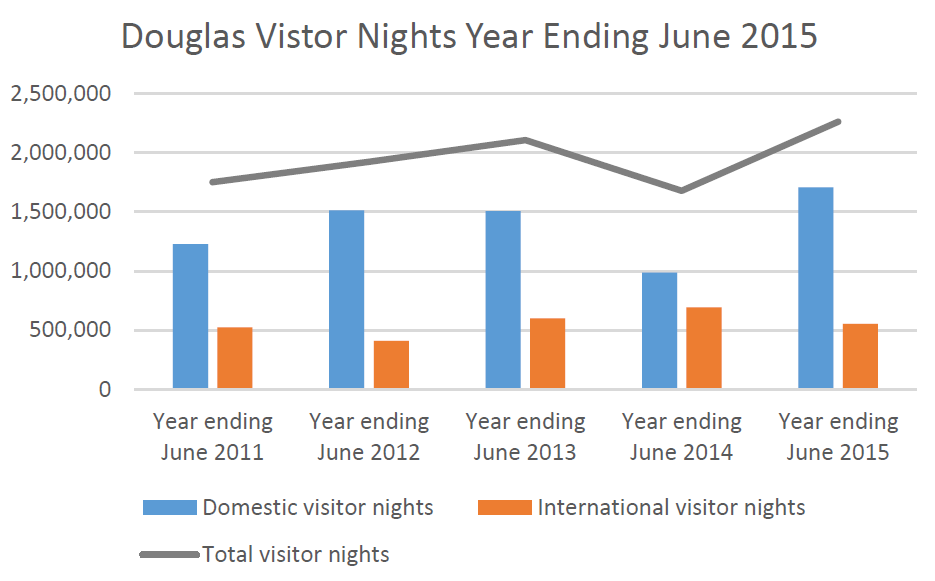 Douglas Vistor Nights Year Ending June 2015
2,500,000
2,000,000
1,500,000
1,000,000
500,000
0
Year ending June 2011
Year ending June 2012
Year ending June 2013
Year ending June 2014
Year ending June 2015
Domestic visitor nights
International visitor nights
Total visitor nights